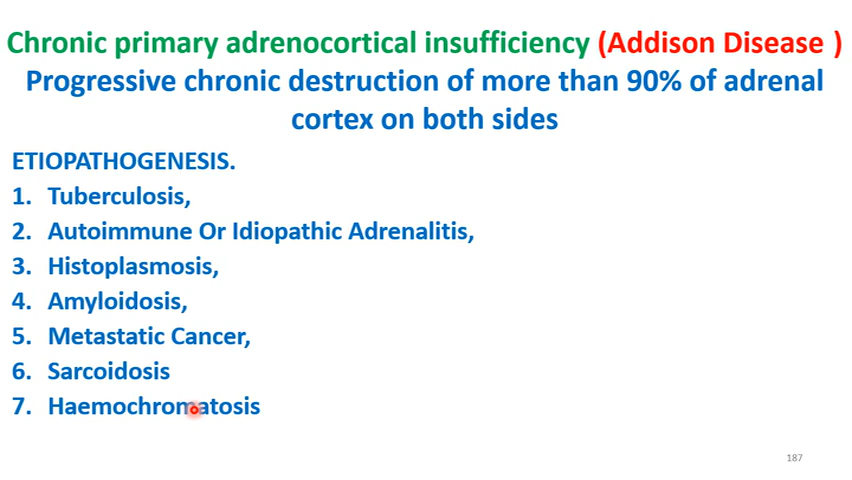 Chronic primary adrenocortical insufficiency (Addison Disease )
Progressive chronic destruction of more than 90% of adrenal
cortex on both sides
ETIOPATHOGENESIS.
1. Tuberculosis,
2. Autoimmune Or Idiopathic Adrenalitis,
3. Histoplasmosis,
4. Amyloidosis,
5. Metastatic Cancer,
6. Sarcoidosis
7. Haemochromatosis
187